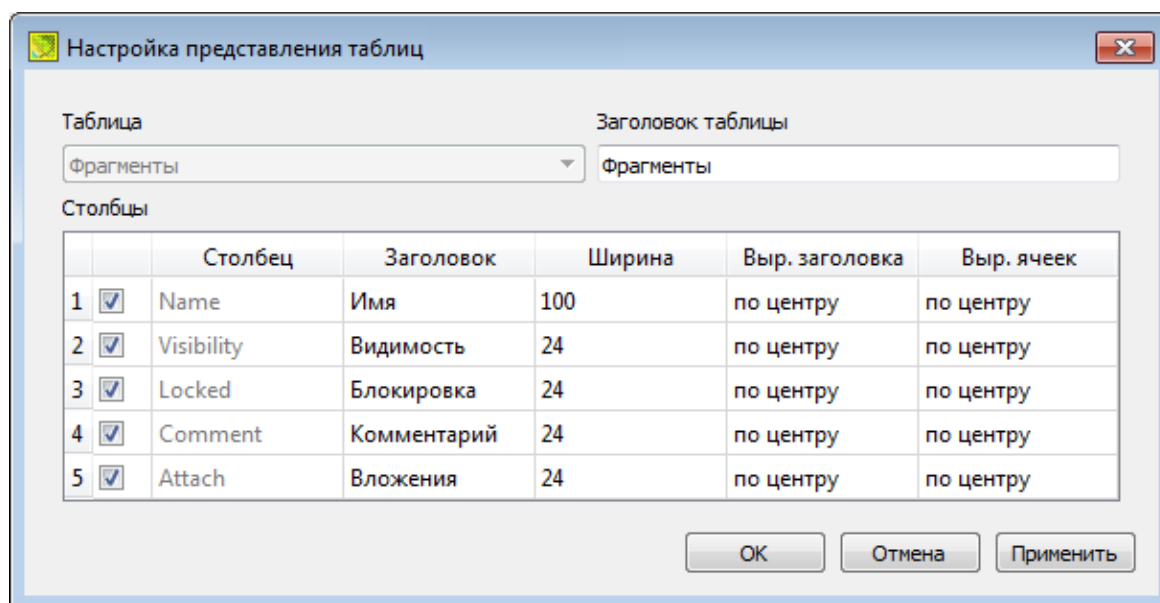 Настройка представления таблиц
Таблица Заголовок таблицы
Фрагменты Фрагменты
Столбцы
Столбец Заголовок Ширина Выр. заголовка Выр. ячеек
1 Name Имя 100 по центру по центру
2 Visibility Видимость 24 по центру по центру
3 Locked Блокировка 24 по центру по центру
4 Comment Комментарий 24 по центру по центру
5 Attach Вложения 24 по центру по центру
OK Отмена Применить